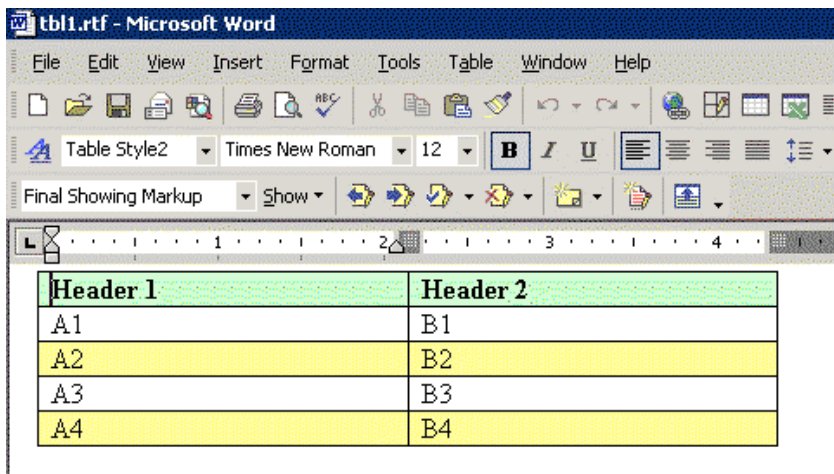 tbl1.rtf - Microsoft Word
File Edit View Insert Format Tools Table Window Help
ABC
A Table Style2 Times New Roman 12 B I U
Final Showing Markup Show
L 1 2 3 4
Header 1 Header 2
A1 B1
A2 B2
A3 B3
A4 B4